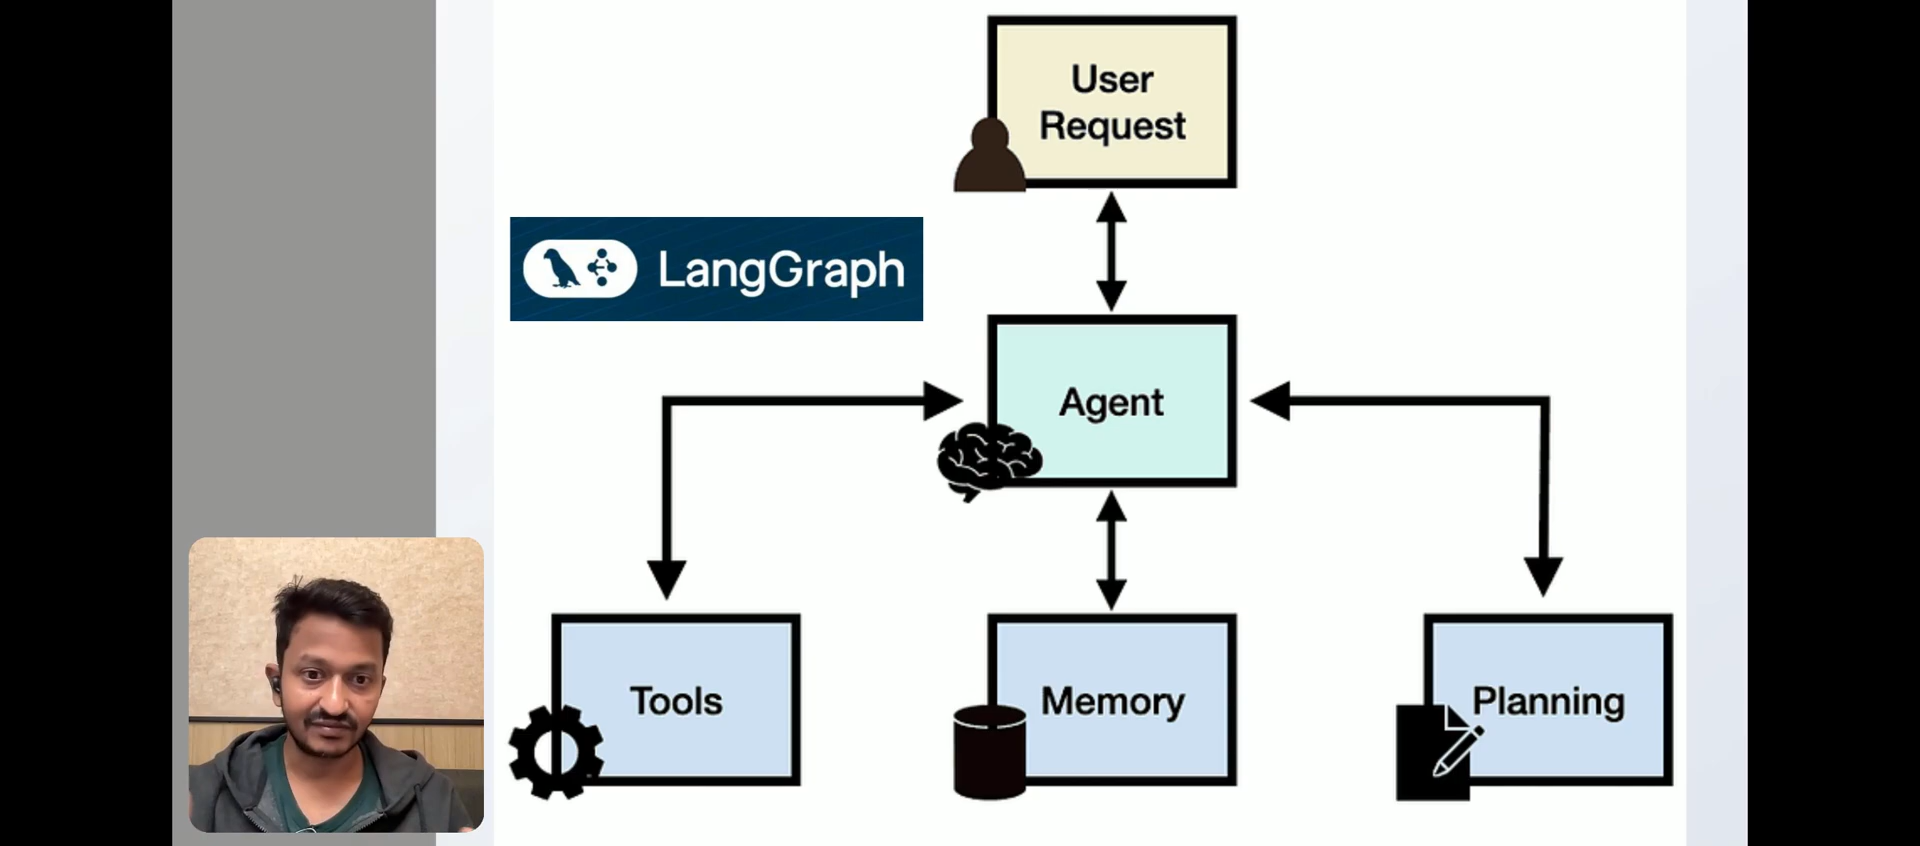 User
Request
LangGraph
Agent
Tools
Memory
Planning